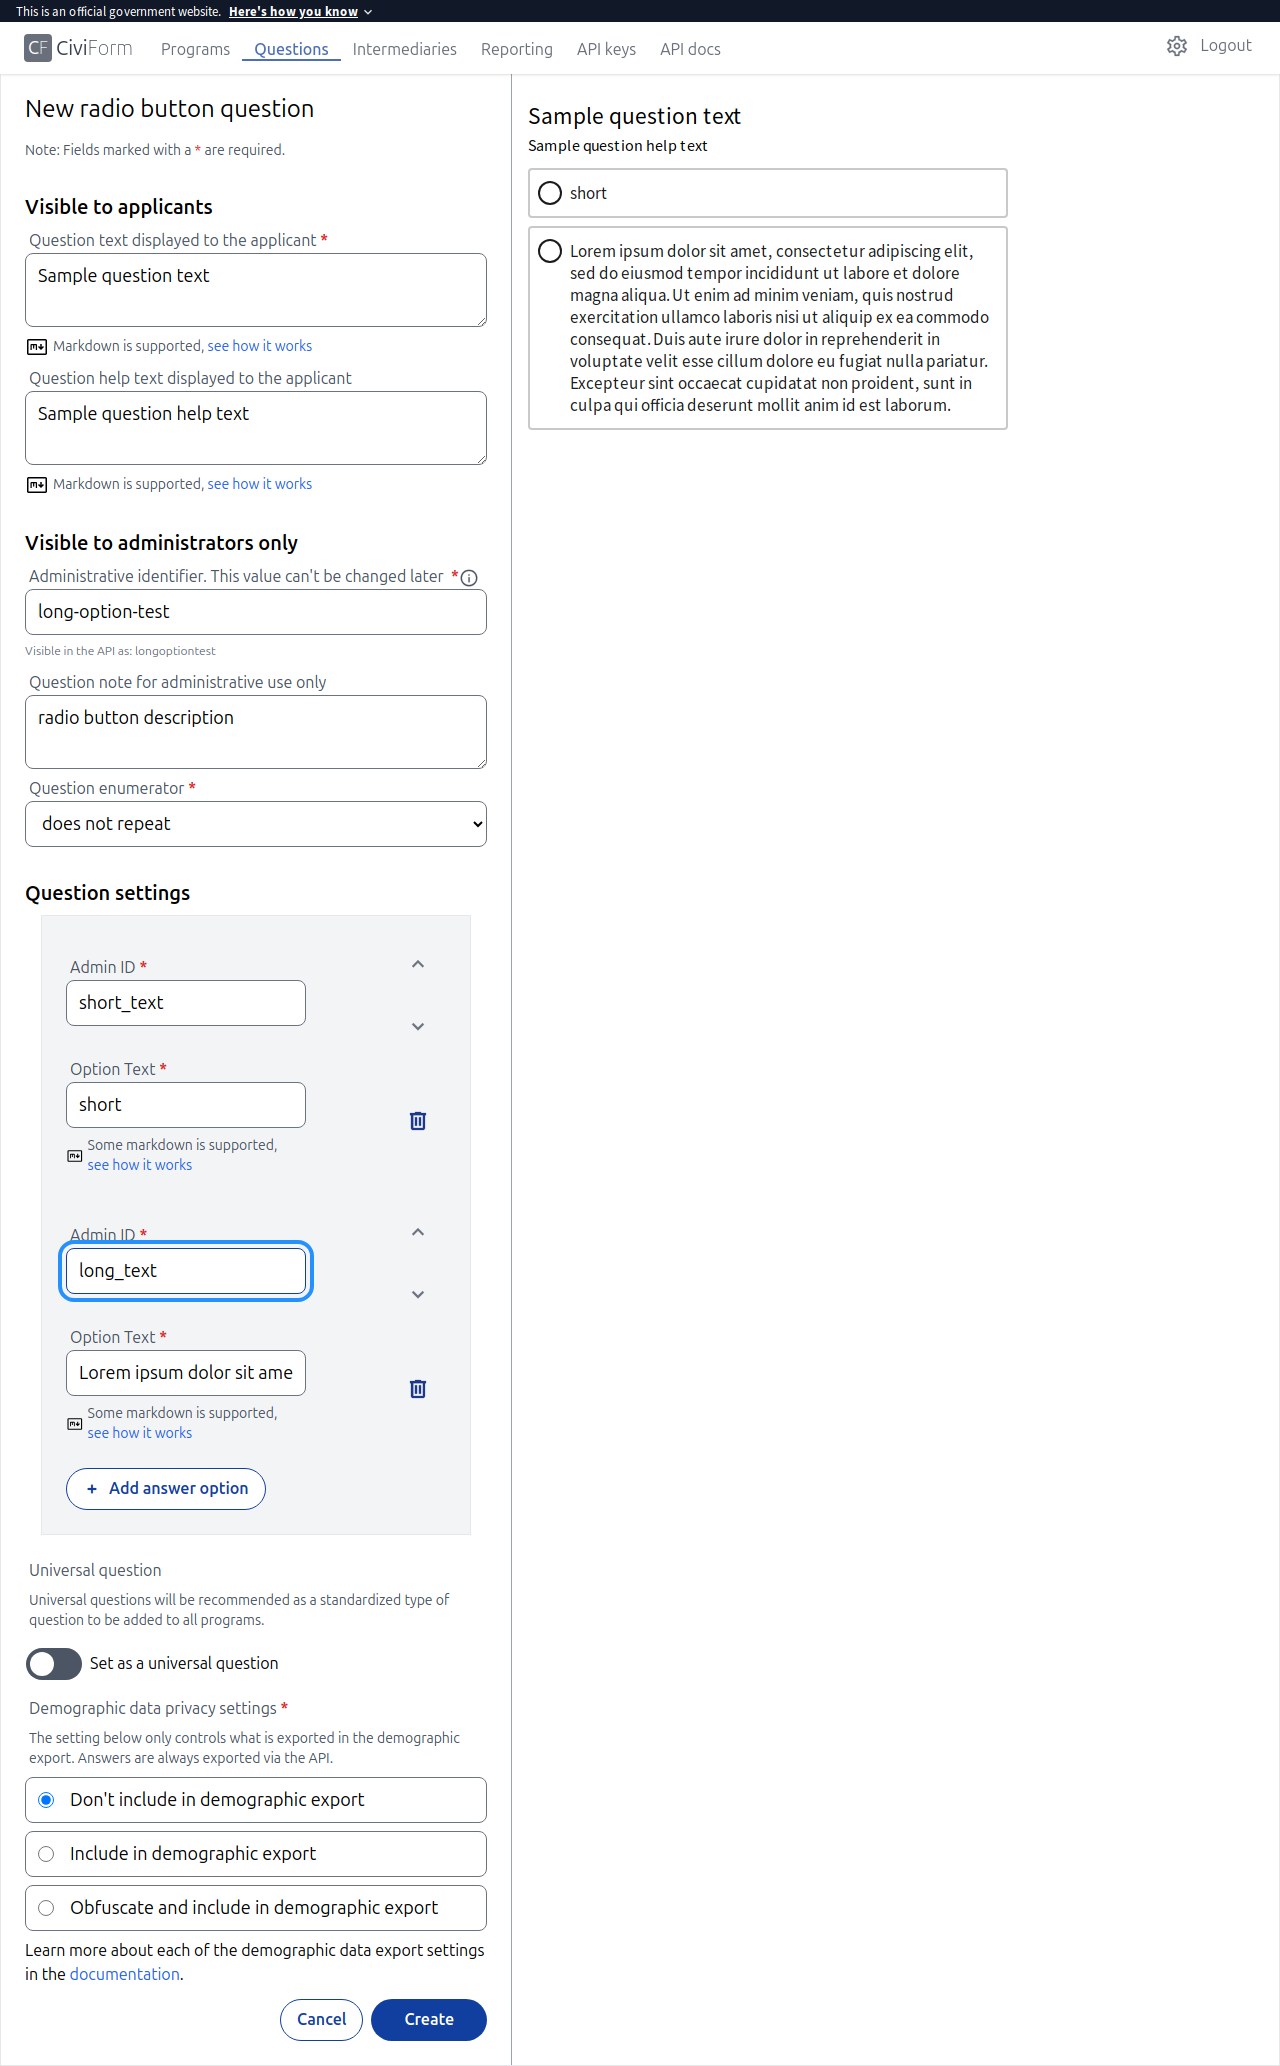 This is an official government website. Here's how you know
CF CiviForm Programs Questions Intermediaries Reporting API keys API docs Logout
New radio button question
Note: Fields marked with a * are required.
Visible to applicants
Question text displayed to the applicant *
Sample question text
Markdown is supported, see how it works
Question help text displayed to the applicant
Sample question help text
Markdown is supported, see how it works
Visible to administrators only
Administrative identifier. This value can't be changed later *
long-option-test
Visible in the API as: longoptiontest
Question note for administrative use only
radio button description
Question enumerator *
does not repeat
Question settings
Admin ID *
short_text
Option Text *
short
Some markdown is supported,
see how it works
Admin ID *
long_text
Option Text *
Lorem ipsum dolor sit ame
Some markdown is supported,
see how it works
+ Add answer option
Universal question
Universal questions will be recommended as a standardized type of
question to be added to all programs.
Set as a universal question
Demographic data privacy settings *
The setting below only controls what is exported in the demographic
export. Answers are always exported via the API.
Don't include in demographic export
Include in demographic export
Obfuscate and include in demographic export
Learn more about each of the demographic data export settings
in the documentation.
Cancel Create
Sample question text
Sample question help text
short
Lorem ipsum dolor sit amet, consectetur adipiscing elit,
sed do eiusmod tempor incididunt ut labore et dolore
magna aliqua. Ut enim ad minim veniam, quis nostrud
exercitation ullamco laboris nisi ut aliquip ex ea commodo
consequat. Duis aute irure dolor in reprehenderit in
voluptate velit esse cillum dolore eu fugiat nulla pariatur.
Excepteur sint occaecat cupidatat non proident, sunt in
culpa qui officia deserunt mollit anim id est laborum.